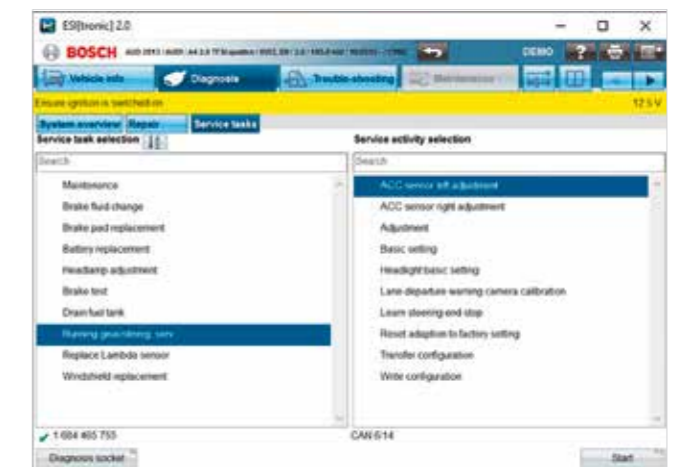 ESI[tronic] 2.0
BOSCH
DEMO
Vehicle info
Diagnosis
Trouble-shooting
Maintenance
Ensure ignition is switched on
12.5 V
System overview
Repair
Service tasks
Service task selection
Service activity selection
Search
Search
Maintenance
ACC sensor left adjustment
Brake fluid change
ACC sensor right adjustment
Brake pad replacement
Adjustment
Battery replacement
Basic setting
Headlamp adjustment
Headlight basic setting
Brake test
Lane departure warning camera calibration
Drain fuel tank
Learn steering end stop
Running gear/steerg. serv.
Reset adaption to factory setting
Replace Lambda sensor
Transfer configuration
Windshield replacement
Write configuration
1 684 465 755
CAN 6/14
Diagnosis socket
Start